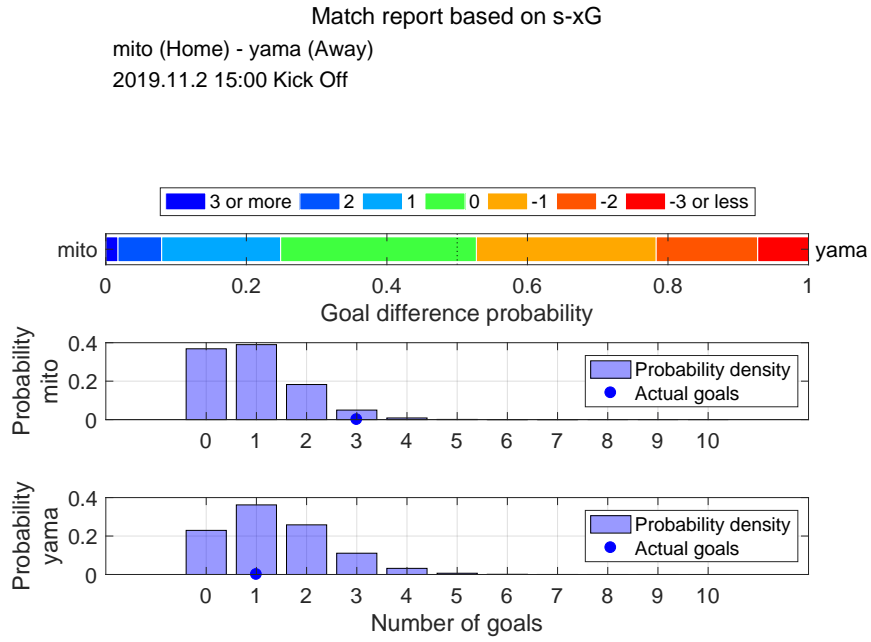 Match report based on s-xG
mito (Home) - yama (Away)
2019.11.2 15:00 Kick Off
3 or more 2 1 0 -1 -2 -3 or less
mito yama
0 0.2 0.4 0.6 0.8 1
Goal difference probability
Probability
mito
0.4
0.2
0
Probability density
Actual goals
0 1 2 3 4 5 6 7 8 9 10
Probability
yama
0.4
0.2
0
Probability density
Actual goals
0 1 2 3 4 5 6 7 8 9 10
Number of goals